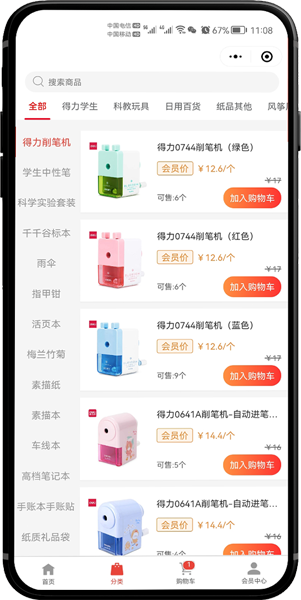 中国电信 HD
中国移动 HD
5G
4G
67%
11:08
搜索商品
全部 得力学生 科教玩具 日用百货 纸品其他
得力削笔机
学生中性笔
科学实验套装
千千谷标本
雨伞
指甲钳
活页本
梅兰竹菊
素描纸
素描本
车线本
高档笔记本
手账本手账贴
纸质礼品袋
得力0744削笔机（绿色）
会员价 ￥12.6/个
￥17
可售:6个 加入购物车
得力0744削笔机（红色）
会员价 ￥12.6/个
￥17
可售:6个 加入购物车
得力0744削笔机（蓝色）
会员价 ￥12.6/个
￥17
可售:9个 加入购物车
得力0641A削笔机-自动进笔...
会员价 ￥14.4/个
￥16
可售:5个 加入购物车
得力0641A削笔机-自动进笔...
会员价 ￥14.4/个
￥16
可售:6个 加入购物车
首页 分类 购物车 1 会员中心